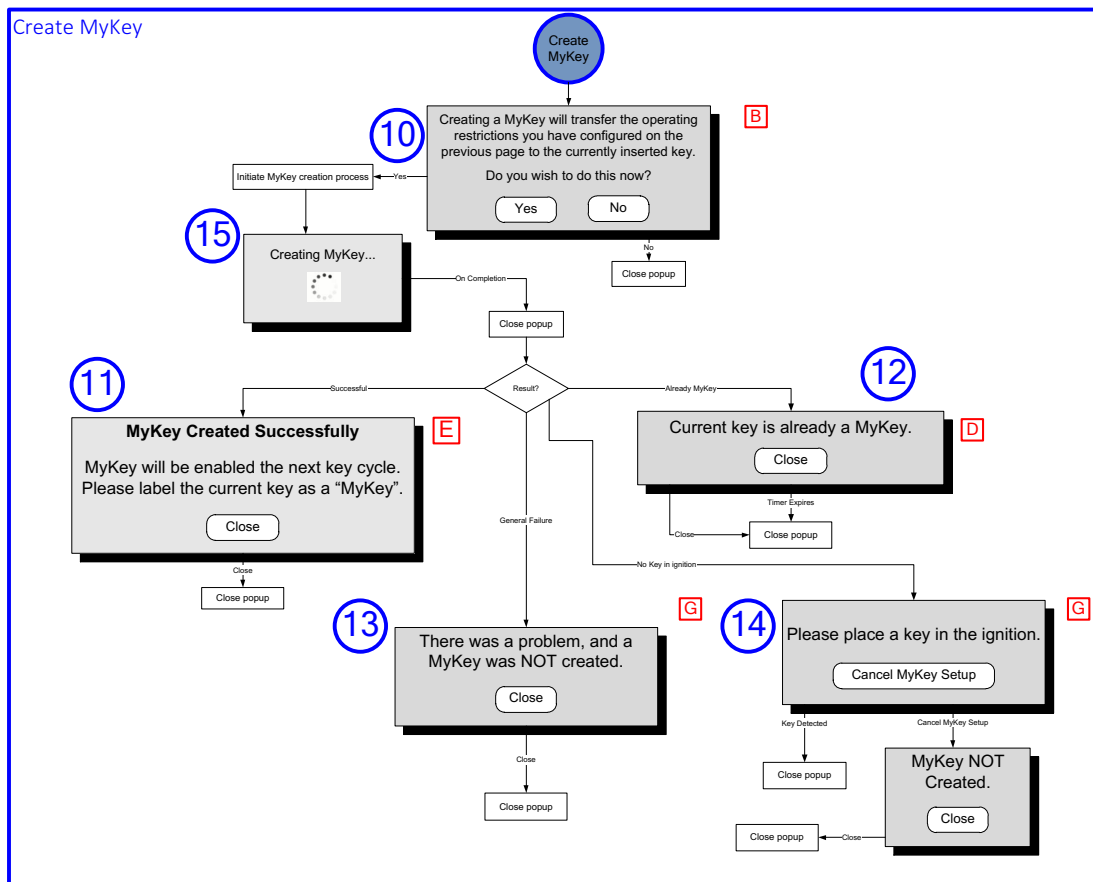 Create MyKey
Create
MyKey
10
Creating a MyKey will transfer the operating
restrictions you have configured on the
previous page to the currently inserted key.
Do you wish to do this now?
Yes
No
B
Yes
Initiate MyKey creation process
No
Close popup
15
Creating MyKey...
On Completion
Close popup
Result?
Successful
Already MyKey
General Failure
No Key in ignition
11
MyKey Created Successfully
MyKey will be enabled the next key cycle.
Please label the current key as a “MyKey”.
Close
E
Close
Close popup
12
Current key is already a MyKey.
Close
D
Timer Expires
Close
Close popup
13
There was a problem, and a
MyKey was NOT created.
Close
G
Close
Close popup
14
Please place a key in the ignition.
Cancel MyKey Setup
G
Key Detected
Close popup
Cancel MyKey Setup
MyKey NOT
Created.
Close
Close
Close popup